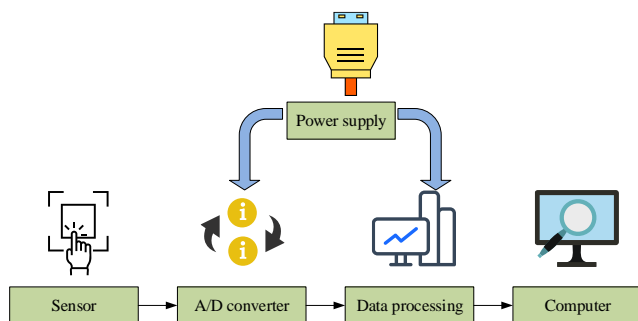 Power supply
i
i
Sensor
A/D converter
Data processing
Computer